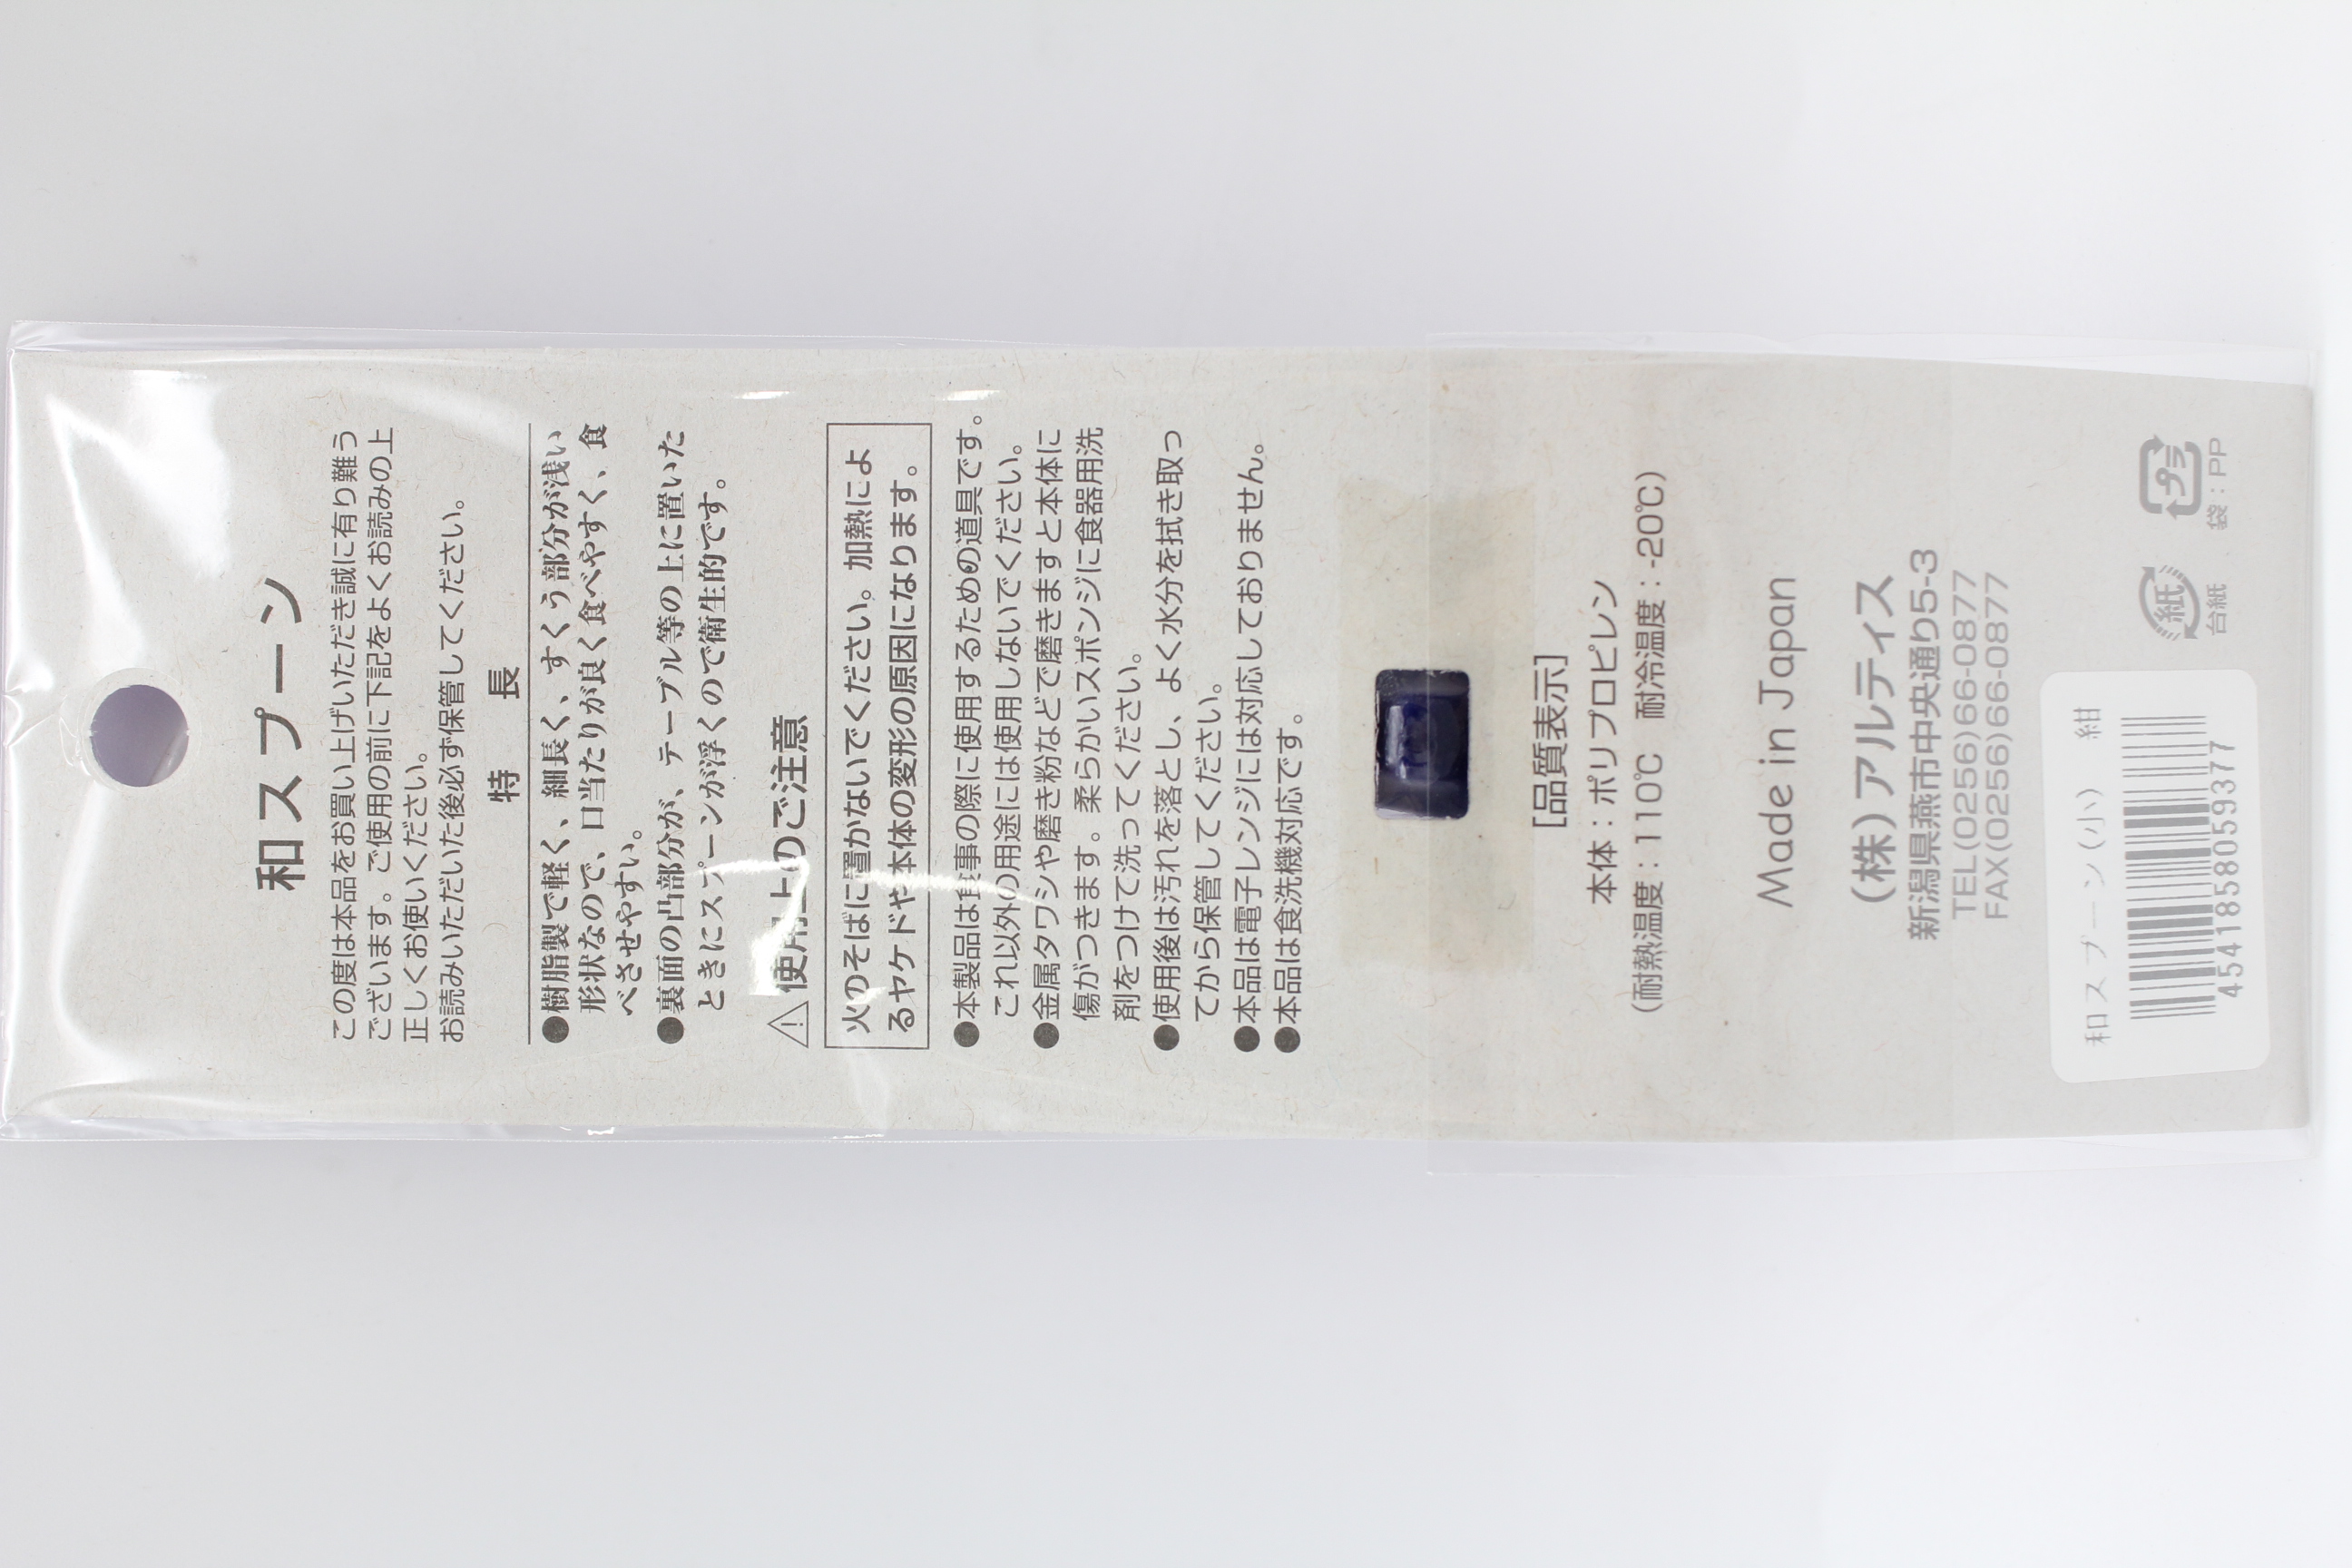 和スプーン
この度は本品をお買い上げいただき誠に有り難う
ございます。ご使用の前に下記をよくお読みの上
正しくお使いください。
お読みいただいた後必ず保管してください。
特　長
●樹脂製で軽く、細長く、すくう部分が浅い
形状なので、口当たりが良く食べやすく、食
べさせやすい。
●裏面の凸部分が、テーブル等の上に置いた
ときにスプーンが浮くので衛生的です。
⚠使用上のご注意
火のそばに置かないでください。加熱によ
るヤケドや本体の変形の原因になります。
●本製品は食事の際に使用するための道具です。
これ以外の用途には使用しないでください。
●金属タワシや磨き粉などで磨きますと本体に
傷がつきます。柔らかいスポンジに食器用洗
剤をつけて洗ってください。
●使用後は汚れを落とし、よく水分を拭き取っ
てから保管してください。
●本品は電子レンジには対応しておりません。
●本品は食洗機対応です。
[品質表示]
本体：ポリプロピレン
(耐熱温度：110℃　耐冷温度：-20℃)
Made in Japan
(株)アルティス
新潟県燕市中央通り5-3
TEL(0256)66-0877
FAX(0256)66-0877
和スプーン(小)　紺
4541858059377
紙
台紙
プラ
袋：PP